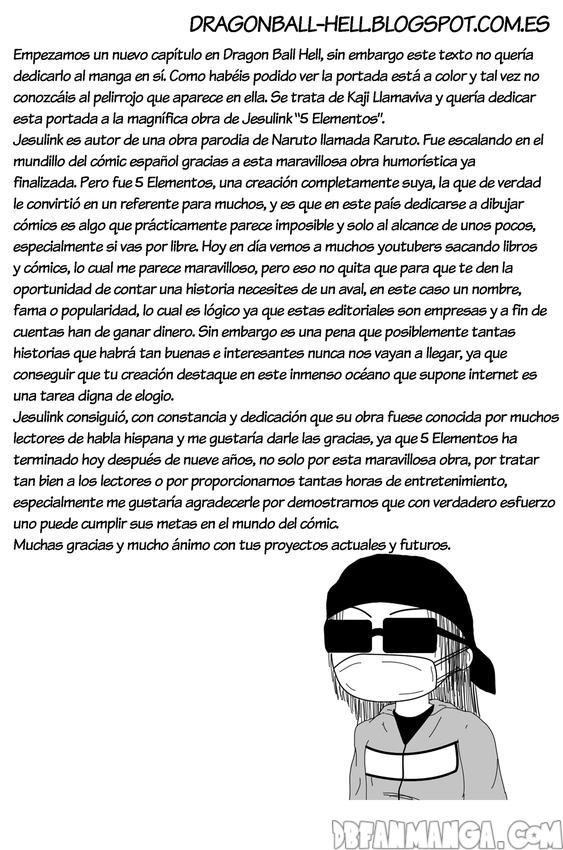 DRAGONBALL-HELL.BLOGSPOT.COM.ES
Empezamos un nuevo capítulo en Dragon Ball Hell, sin embargo este texto no quería
dedicarlo al manga en sí. Como habéis podido ver la portada está a color y tal vez no
conozcáis al pelirrojo que aparece en ella. Se trata de Kaji Llamaviva y quería dedicar
esta portada a la magnífica obra de Jesulink "5 Elementos".
Jesulink es autor de una obra parodia de Naruto llamada Raruto. Fue escalando en el
mundillo del cómic español gracias a esta maravillosa obra humorística ya
finalizada. Pero fue 5 Elementos, una creación completamente suya, la que de verdad
le convirtió en un referente para muchos, y es que en este país dedicarse a dibujar
cómics es algo que prácticamente parece imposible y solo al alcance de unos pocos,
especialmente si vas por libre. Hoy en día vemos a muchos youtubers sacando libros
y cómics, lo cual me parece maravilloso, pero eso no quita que para que te den la
oportunidad de contar una historia necesites de un aval, en este caso un nombre,
fama o popularidad, lo cual es lógico ya que estas editoriales son empresas y a fin de
cuentas han de ganar dinero. Sin embargo es una pena que posiblemente tantas
historias que habrá tan buenas e interesantes nunca nos vayan a llegar, ya que
conseguir que tu creación destaque en este inmenso océano que supone internet es
una tarea digna de elogio.
Jesulink consiguió, con constancia y dedicación que su obra fuese conocida por muchos
lectores de habla hispana y me gustaría darle las gracias, ya que 5 Elementos ha
terminado hoy después de nueve años, no solo por esta maravillosa obra, por tratar
tan bien a los lectores o por proporcionarnos tantas horas de entretenimiento,
especialmente me gustaría agradecerle por demostrarnos que con verdadero esfuerzo
uno puede cumplir sus metas en el mundo del cómic.
Muchas gracias y mucho ánimo con tus proyectos actuales y futuros.
DBFANMANGA.COM